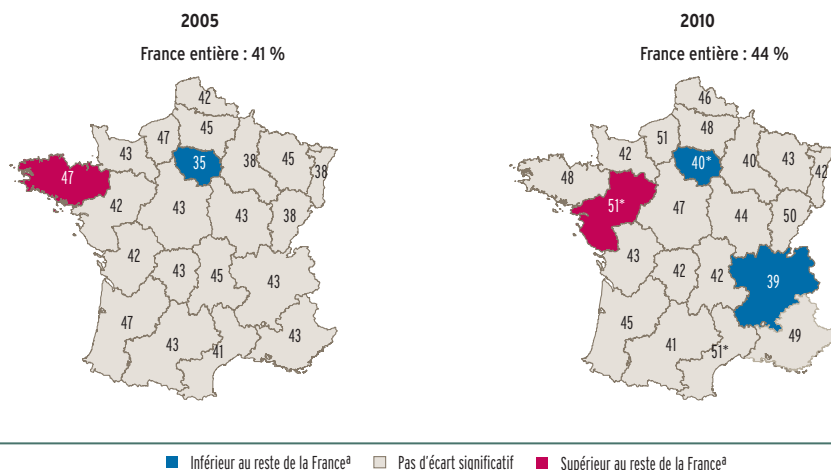 2005
France entière : 41 %
42
47 45
43 35 38 45 38
47
42 43 43 38
42 43 45 43
47 43 41 43
2010
France entière : 44 %
46
51 48
42 40* 40 43 42
48
51* 47 44 50
43 42 42 39
45 41 51* 49
Inférieur au reste de la Franceª Pas d'écart significatif Supérieur au reste de la Franceª